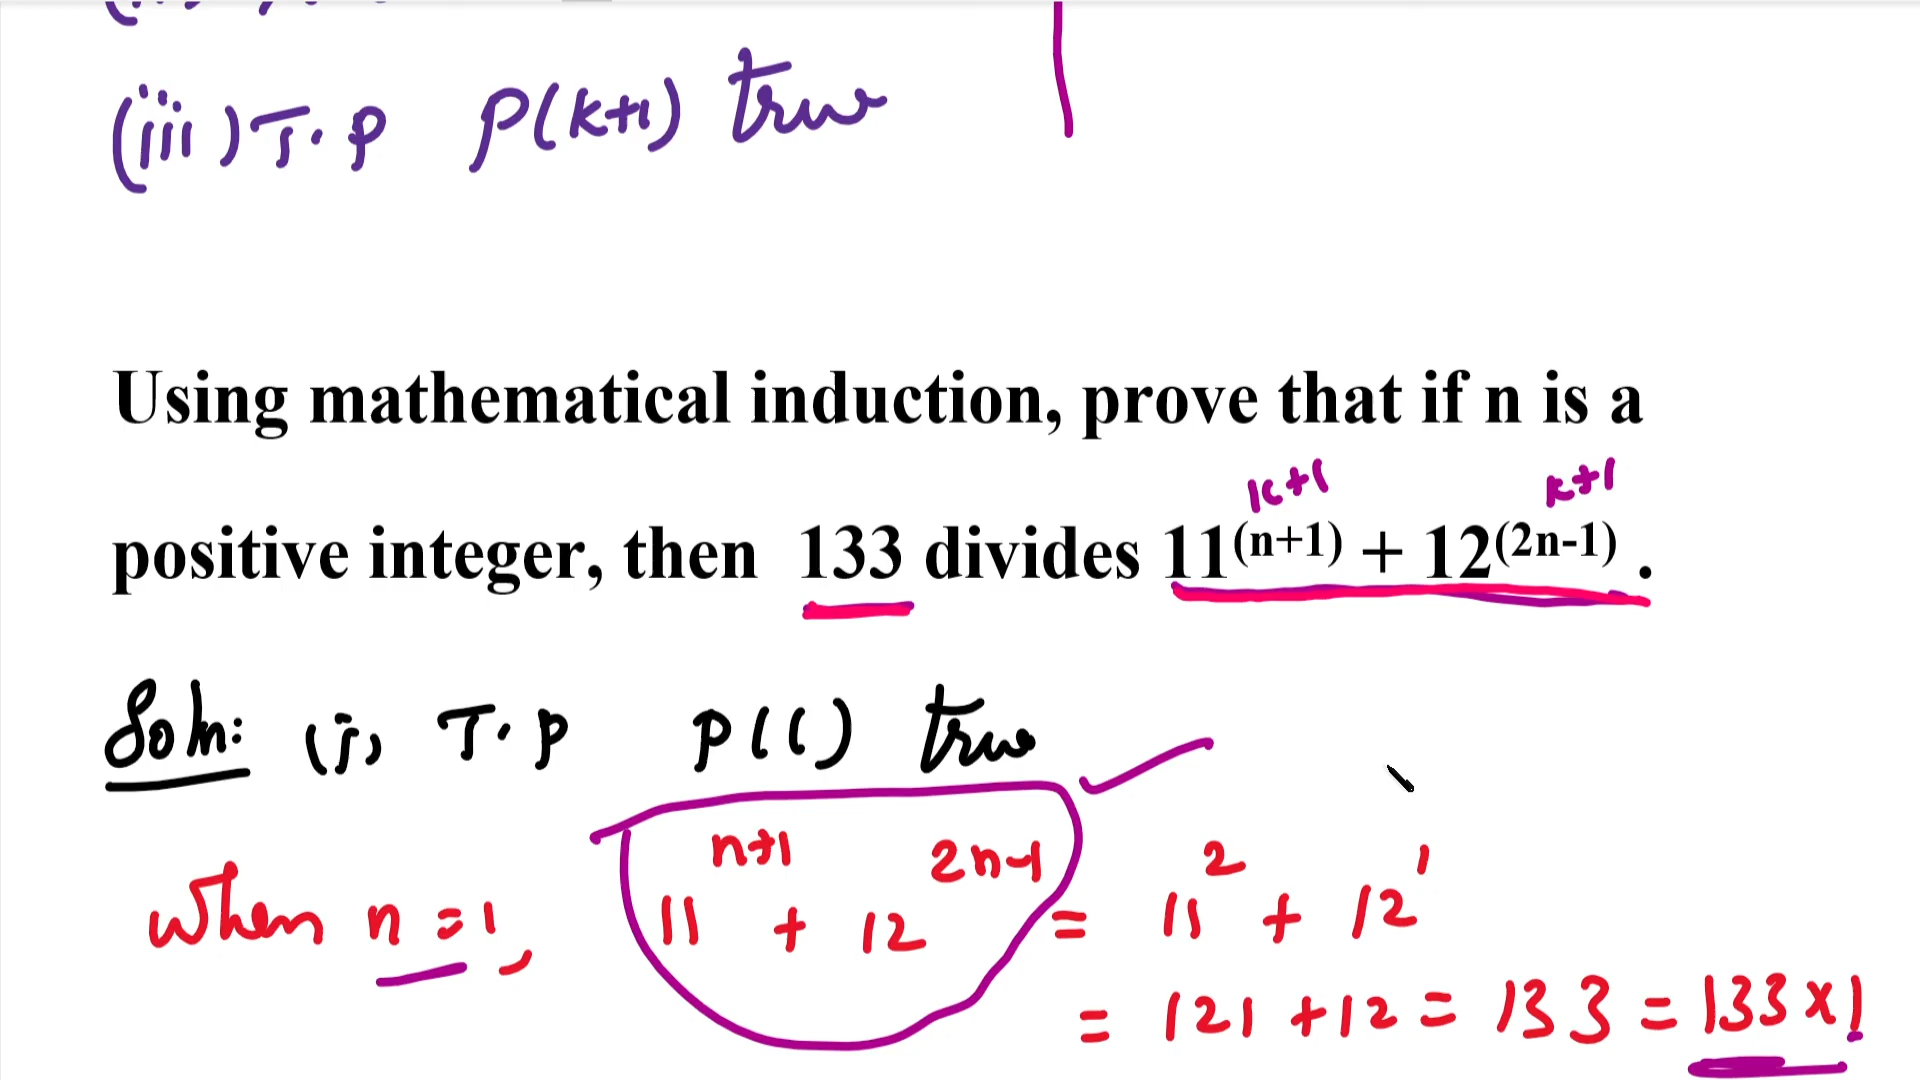 (iii) T.P P(k+1) true
Using mathematical induction, prove that if n is a
k+1 k+1
positive integer, then 133 divides 11^(n+1) + 12^(2n-1) .
Soln: (i) T.P P(1) true
When n=1, 11^n+1 + 12^2n-1 = 11^2 + 12^1
= 121 + 12 = 133 = 133 x 1